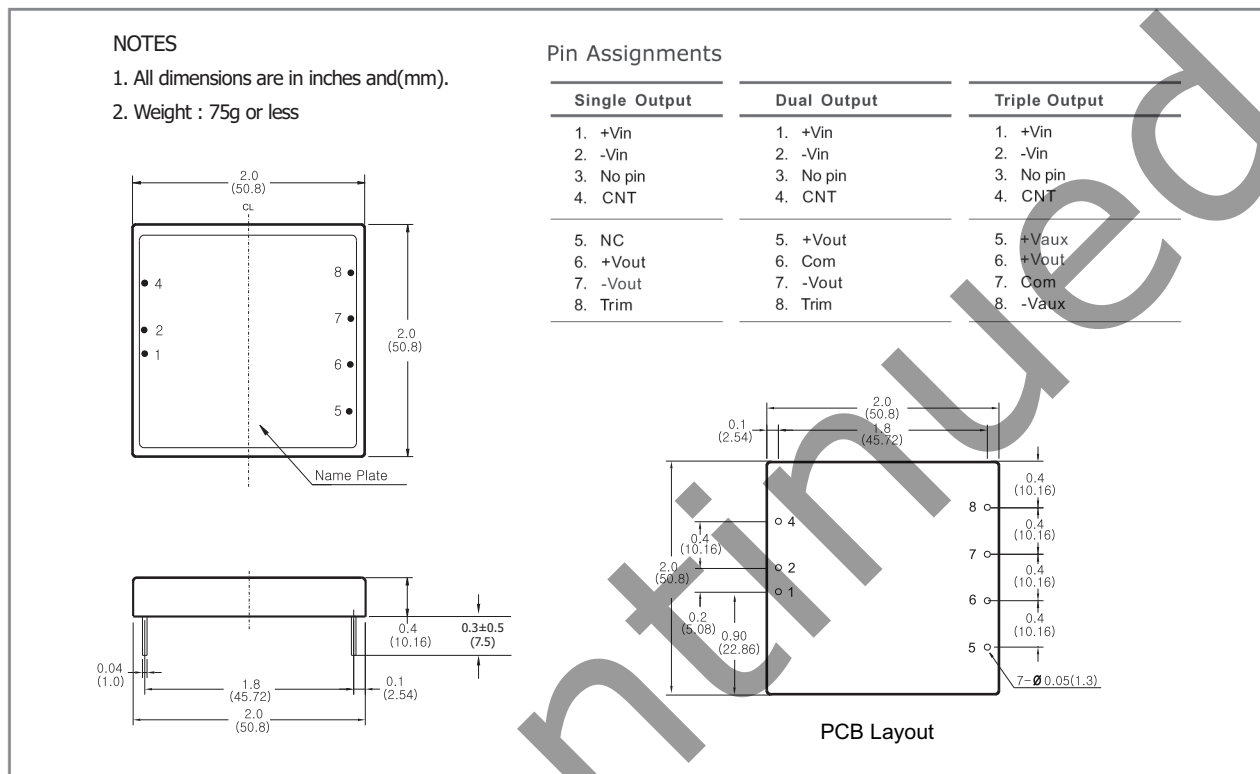 NOTES
1. All dimensions are in inches and(mm).
2. Weight : 75g or less
Pin Assignments
Single Output
1. +Vin
2. -Vin
3. No pin
4. CNT
5. NC
6. +Vout
7. -Vout
8. Trim
Dual Output
1. +Vin
2. -Vin
3. No pin
4. CNT
5. +Vout
6. Com
7. -Vout
8. Trim
Triple Output
1. +Vin
2. -Vin
3. No pin
4. CNT
5. +Vaux
6. +Vout
7. Com
8. -Vaux
2.0
(50.8)
CL
4
2
1
8
7
6
5
2.0
(50.8)
Name Plate
0.4
(10.16)
0.3±0.5
(7.5)
0.04
(1.0)
1.8
(45.72)
0.1
(2.54)
2.0
(50.8)
2.0
(50.8)
0.1
(2.54)
1.8
(45.72)
4
2
1
8
7
6
5
0.4
(10.16)
2.0
(50.8)
0.2
(5.08)
0.90
(22.86)
0.4
(10.16)
0.4
(10.16)
0.4
(10.16)
0.4
(10.16)
7-Ø 0.05(1.3)
PCB Layout
ntinued